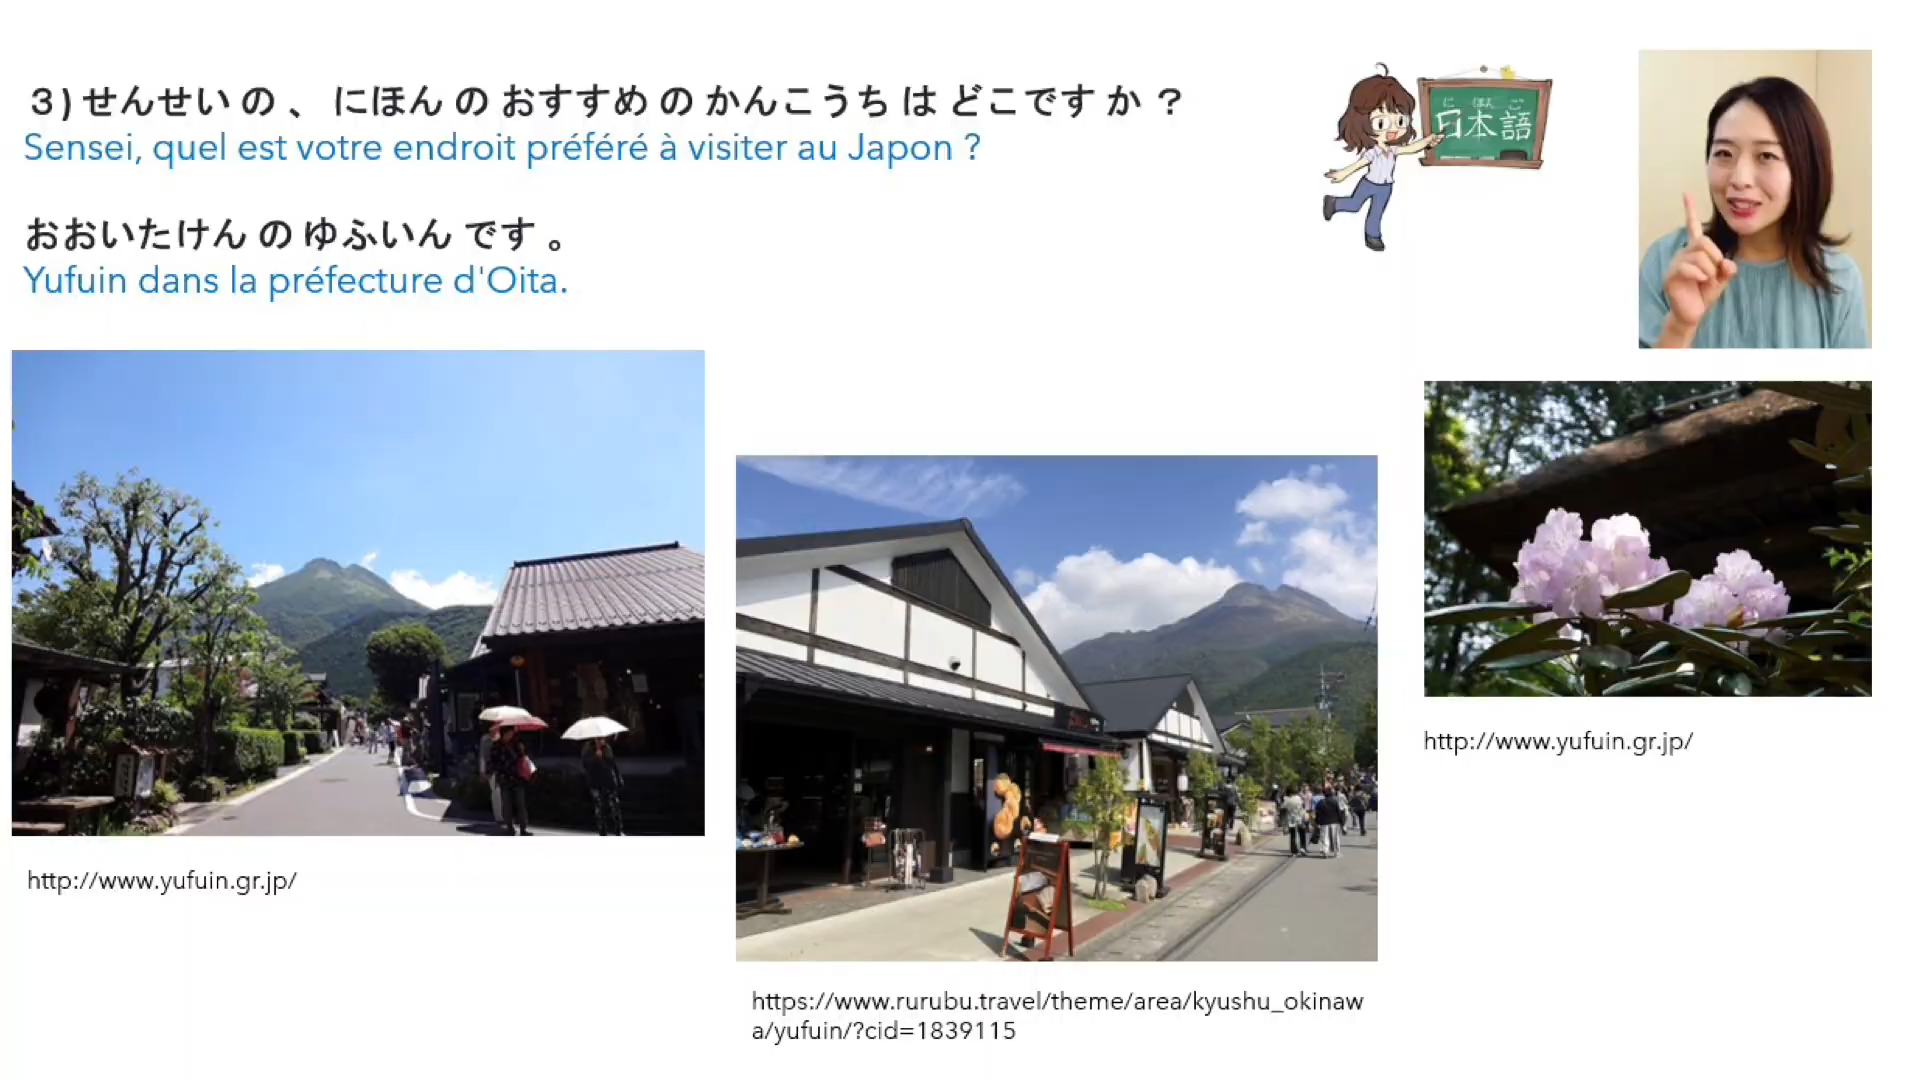 ３) せんせい の 、 にほん の おすすめ の かんこうち は どこです か ？
Sensei, quel est votre endroit préféré à visiter au Japon ?
に ほん ご
日本語
おおいたけん の ゆふいん です 。
Yufuin dans la préfecture d'Oita.
http://www.yufuin.gr.jp/
https://www.rurubu.travel/theme/area/kyushu_okinaw
a/yufuin/?cid=1839115
http://www.yufuin.gr.jp/